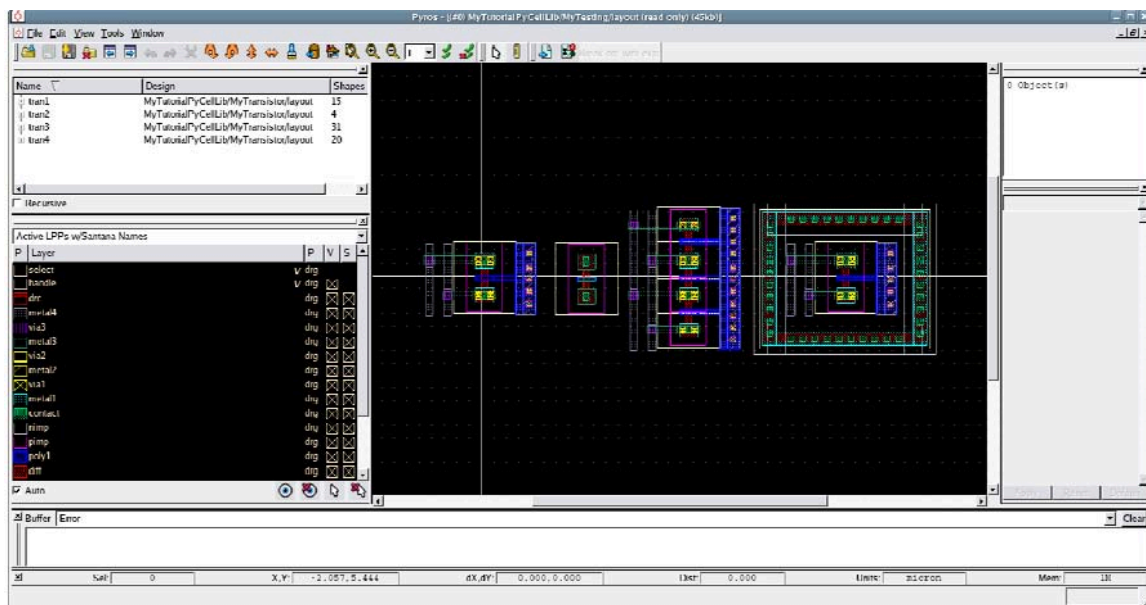 Pyros - [(#0) MyTutorialPyCellLib/MyTesting/layout (read only) (45kb)]
File Edit View Tools Window
Name Design Shapes
tran1 MyTutorialPyCellLib/MyTransistor/layout 15
tran2 MyTutorialPyCellLib/MyTransistor/layout 4
tran3 MyTutorialPyCellLib/MyTransistor/layout 31
tran4 MyTutorialPyCellLib/MyTransistor/layout 20
Recursive
0 Object(s)
Active LPPs w/Santana Names
P Layer P V S
select v drg
handle v drg
drc drg
metal4 drg
via3 drg
metal3 drg
via2 drg
metal2 drg
via1 drg
metal1 drg
contact drg
nimp drg
pimp drg
poly1 drg
diff drg
Auto
Buffer Error Clear
Sel: 0 X,Y: -2.057,5.444 dX,dY: 0.000,0.000 Dist: 0.000 Units: micron Mem: